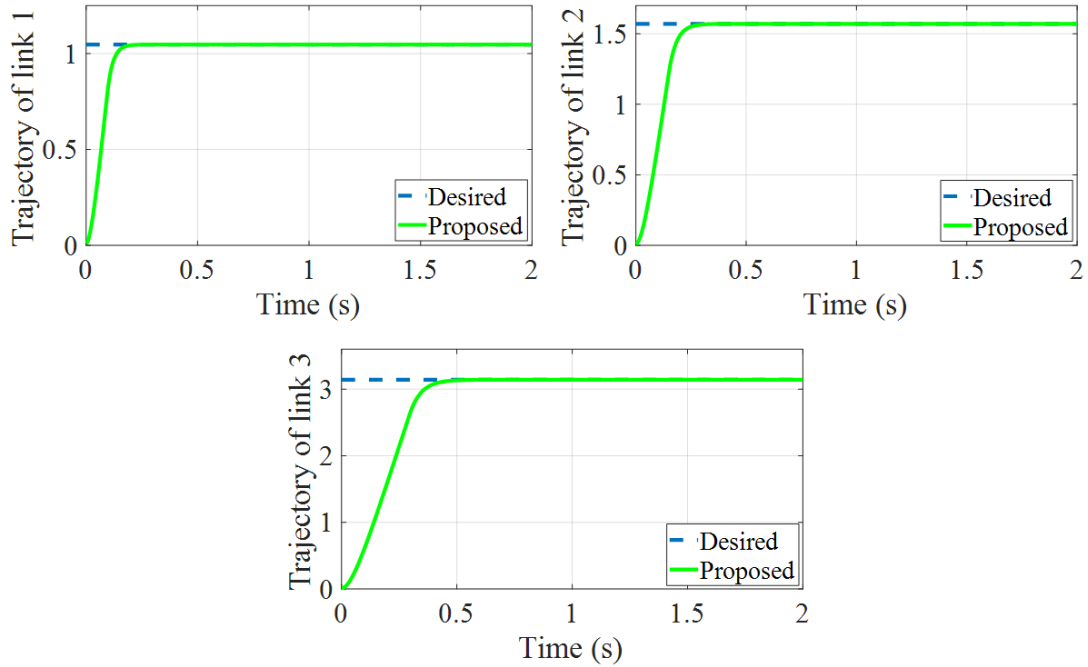 Trajectory of link 1
1
0.5
0
0 0.5 1 1.5 2
Time (s)
Desired
Proposed
Trajectory of link 2
1.5
1
0.5
0
0 0.5 1 1.5 2
Time (s)
Desired
Proposed
Trajectory of link 3
3
2
1
0
0 0.5 1 1.5 2
Time (s)
Desired
Proposed